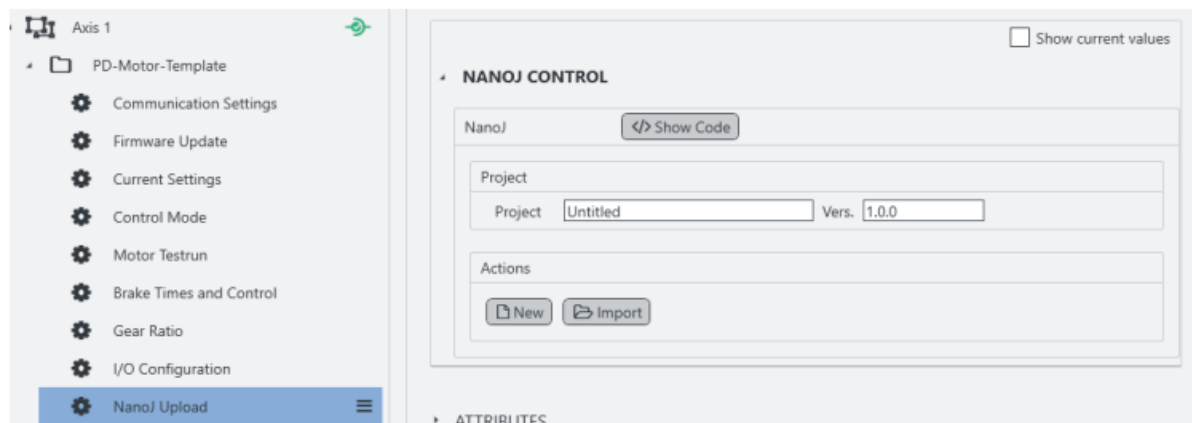 Axis 1
PD-Motor-Template
Communication Settings
Firmware Update
Current Settings
Control Mode
Motor Testrun
Brake Times and Control
Gear Ratio
I/O Configuration
NanoJ Upload
Show current values
NANOJ CONTROL
NanoJ </> Show Code
Project
Project Untitled Vers. 1.0.0
Actions
New Import
ATTRIBUTES